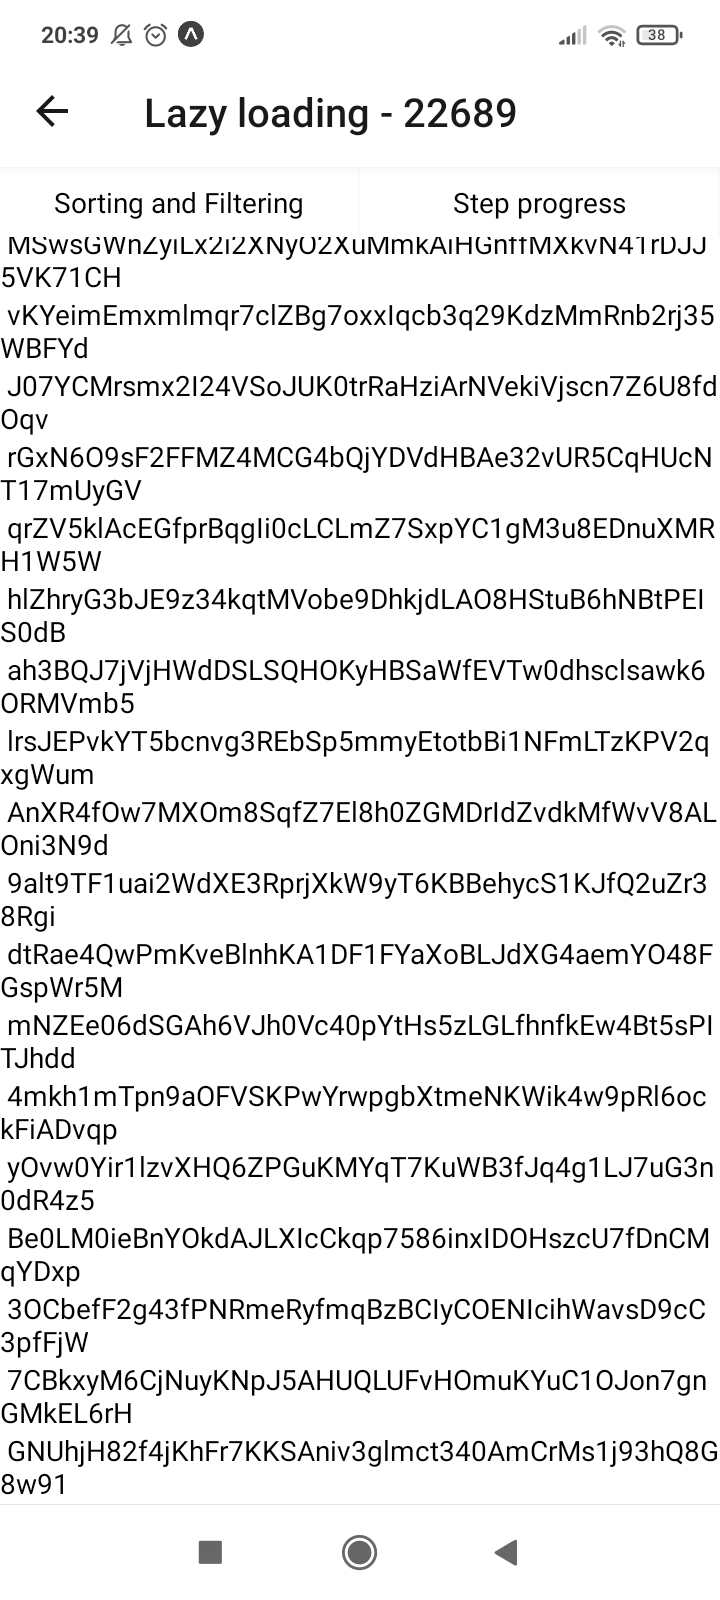 20:39
38
Lazy loading - 22689
Sorting and Filtering
Step progress
MSwsGWnZyiLx2i2XNyO2XuMmkAiHGnffMXkvN41rDJJ
5VK71CH
vKYeimEmxmlmqr7clZBg7oxxIqcb3q29KdzMmRnb2rj35
WBFYd
J07YCMrsmx2I24VSoJUK0trRaHziArNVekiVjscn7Z6U8fd
Oqv
rGxN6O9sF2FFMZ4MCG4bQjYDVdHBAe32vUR5CqHUcN
T17mUyGV
qrZV5klAcEGfprBqgIi0cLCLmZ7SxpYC1gM3u8EDnuXMR
H1W5W
hlZhryG3bJE9z34kqtMVobe9DhkjdLAO8HStuB6hNBtPEI
S0dB
ah3BQJ7jVjHWdDSLSQHOKyHBSaWfEVTw0dhsclsawk6
ORMVmb5
lrsJEPvkYT5bcnvg3REbSp5mmyEtotbBi1NFmLTzKPV2q
xgWum
AnXR4fOw7MXOm8SqfZ7El8h0ZGMDrIdZvdkMfWvV8AL
Oni3N9d
9alt9TF1uai2WdXE3RprjXkW9yT6KBBehycS1KJfQ2uZr3
8Rgi
dtRae4QwPmKveBlnhKA1DF1FYaXoBLJdXG4aemYO48F
GspWr5M
mNZEe06dSGAh6VJh0Vc40pYtHs5zLGLfhnfkEw4Bt5sPI
TJhdd
4mkh1mTpn9aOFVSKPwYrwpgbXtmeNKWik4w9pRl6oc
kFiADvqp
yOvw0Yir1lzvXHQ6ZPGuKMYqT7KuWB3fJq4g1LJ7uG3n
0dR4z5
Be0LM0ieBnYOkdAJLXIcCkqp7586inxIDOHszcU7fDnCM
qYDxp
3OCbefF2g43fPNRmeRyfmqBzBCIyCOENIcihWavsD9cC
3pfFjW
7CBkxyM6CjNuyKNpJ5AHUQLUFvHOmuKYuC1OJon7gn
GMkEL6rH
GNUhjH82f4jKhFr7KKSAniv3glmct340AmCrMs1j93hQ8G
8w91